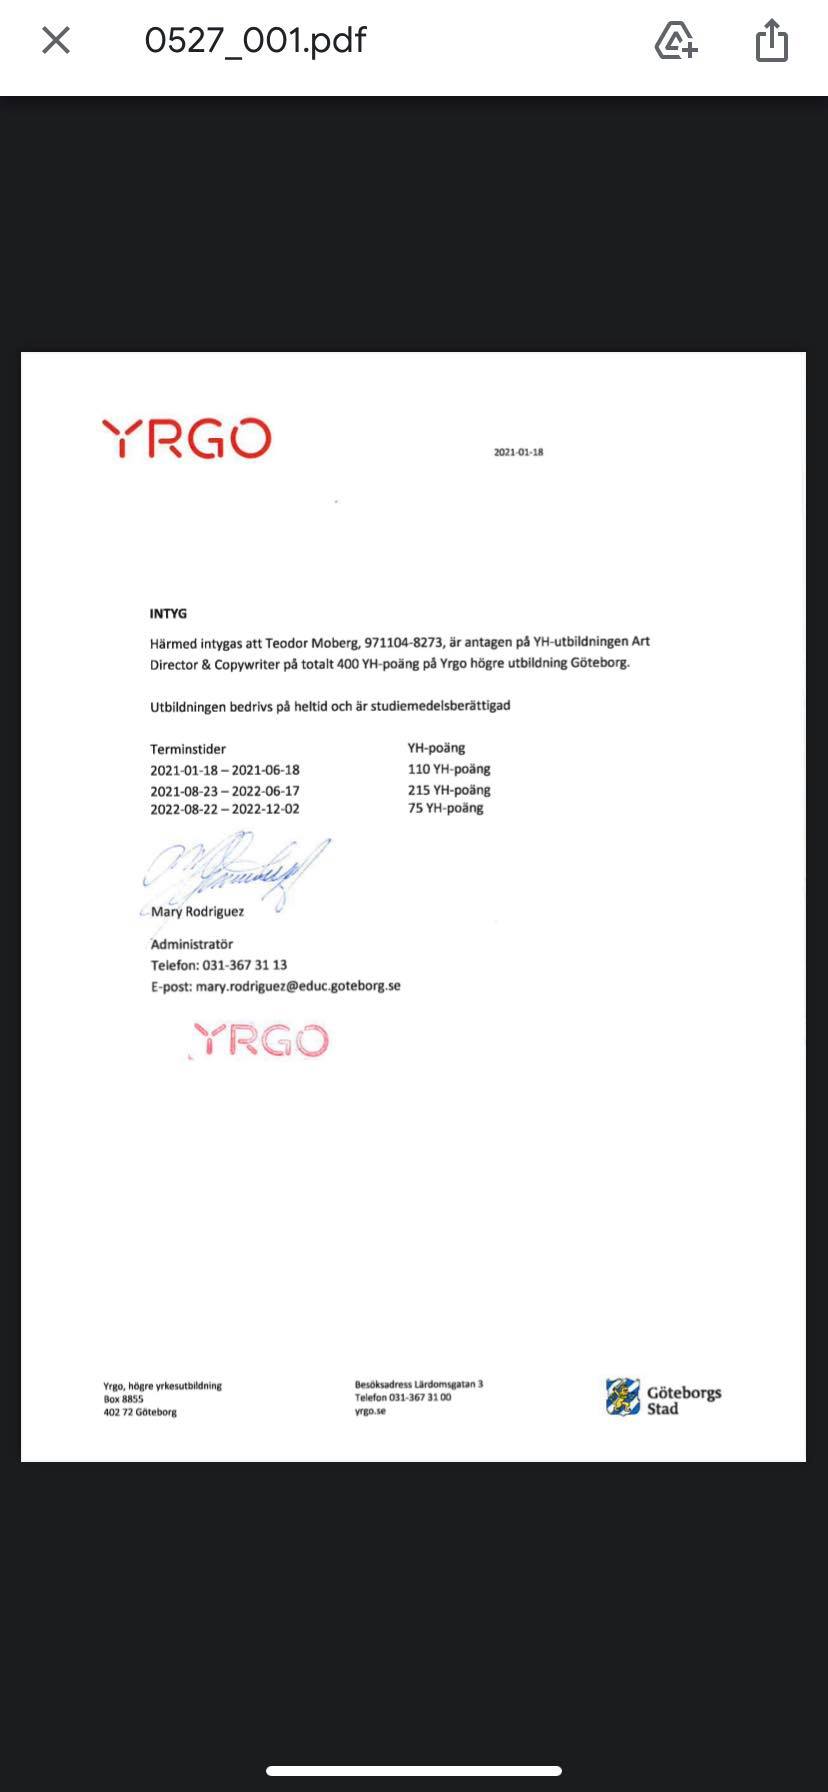 0527_001.pdf
YRGO
2021-01-18
INTYG
Härmed intygas att Teodor Moberg, 971104-8273, är antagen på YH-utbildningen Art
Director & Copywriter på totalt 400 YH-poäng på Yrgo högre utbildning Göteborg.
Utbildningen bedrivs på heltid och är studiemedelsberättigad
Terminstider YH-poäng
2021-01-18 – 2021-06-18 110 YH-poäng
2021-08-23 – 2022-06-17 215 YH-poäng
2022-08-22 – 2022-12-02 75 YH-poäng
Mary Rodriguez
Administratör
Telefon: 031-367 31 13
E-post: mary.rodriguez@educ.goteborg.se
YRGO
Yrgo, högre yrkesutbildning
Box 8855
402 72 Göteborg
Besöksadress Lärdomsgatan 3
Telefon 031-367 31 00
yrgo.se
Göteborgs
Stad